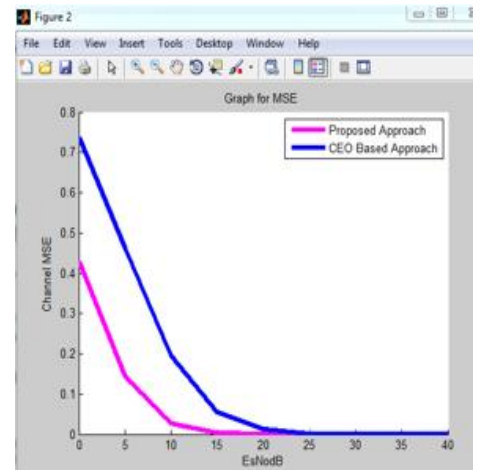 Figure 2
File Edit View Insert Tools Desktop Window Help
Graph for MSE
Proposed Approach
CEO Based Approach
Channel MSE
0.8
0.7
0.6
0.5
0.4
0.3
0.2
0.1
0
0 5 10 15 20 25 30 35 40
EsNodB